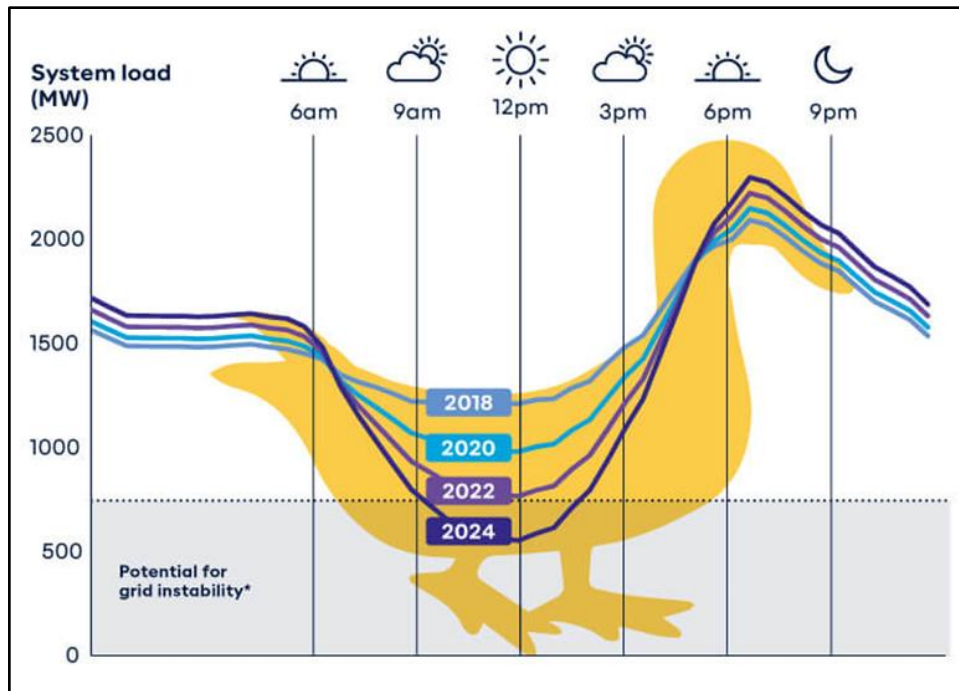 System load
(MW)
6am
9am
12pm
3pm
6pm
9pm
2500
2000
1500
1000
500
0
2018
2020
2022
2024
Potential for
grid instability*